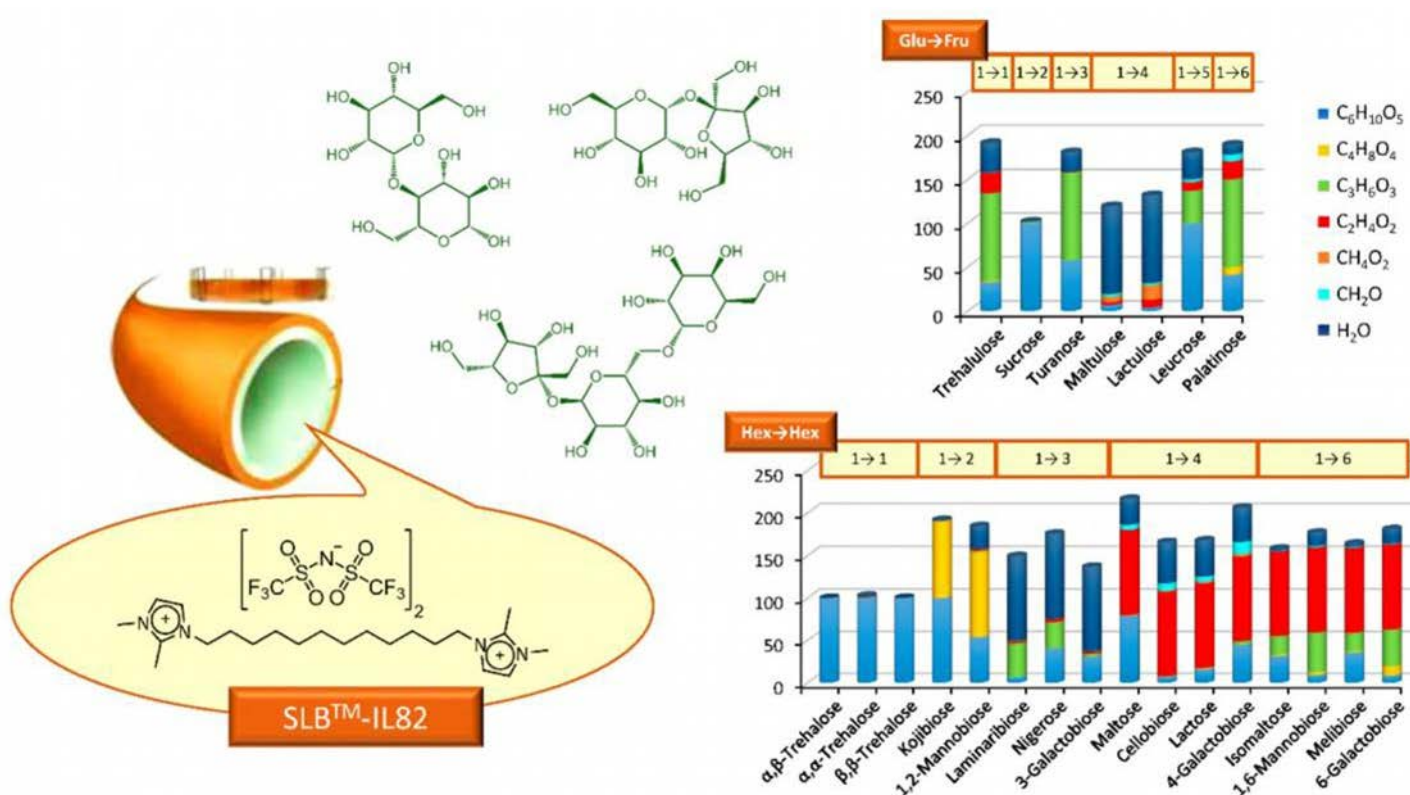 Glu→Fru
1→1 1→2 1→3 1→4 1→5 1→6
250
200
150
100
50
0
Trehalulose
Sucrose
Turanose
Maltulose
Lactulose
Leucrose
Palatinose
C₆H₁₀O₅
C₄H₈O₄
C₃H₆O₃
C₂H₄O₂
CH₄O₂
CH₂O
H₂O
OH
HO OH
HO O
HO O OH
OH
HO OH
O OH
OH
HO O O OH
HO OH O
OH OH
HO
OH OH
HO OH
HO OH O
HO O
HO O OH
O OH
HO OH
OH
Hex→Hex
1→1 1→2 1→3 1→4 1→6
250
200
150
100
50
0
α,β-Trehalose
α,α-Trehalose
β,β-Trehalose
Kojibiose
1,2-Mannobiose
Laminaribiose
Nigerose
3-Galactobiose
Maltose
Cellobiose
Lactose
4-Galactobiose
Isomaltose
1,6-Mannobiose
Melibiose
6-Galactobiose
O N⁻ O
F₃C S S CF₃
O O 2
N + N N + N
SLB™-IL82